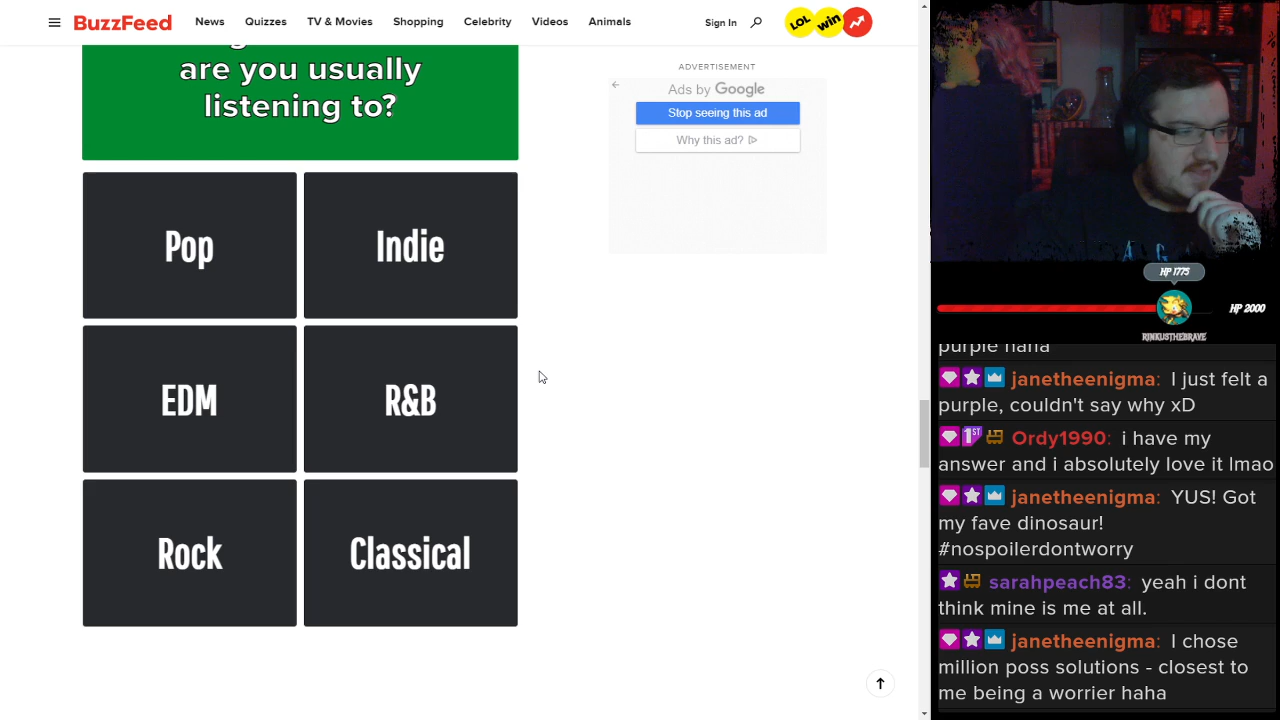 BuzzFeed
News
Quizzes
TV & Movies
Shopping
Celebrity
Videos
Animals
Sign In
LOL
win
are you usually
listening to?
Pop
Indie
EDM
R&B
Rock
Classical
ADVERTISEMENT
Ads by Google
Stop seeing this ad
Why this ad?
HP 1775
HP 2000
RINKUSTHEBRAVE
purple haha
janetheenigma: I just felt a
purple, couldn't say why xD
1ST Ordy1990: i have my
answer and i absolutely love it lmao
janetheenigma: YUS! Got
my fave dinosaur!
#nospoilerdontworry
sarahpeach83: yeah i dont
think mine is me at all.
janetheenigma: I chose
million poss solutions - closest to
me being a worrier haha